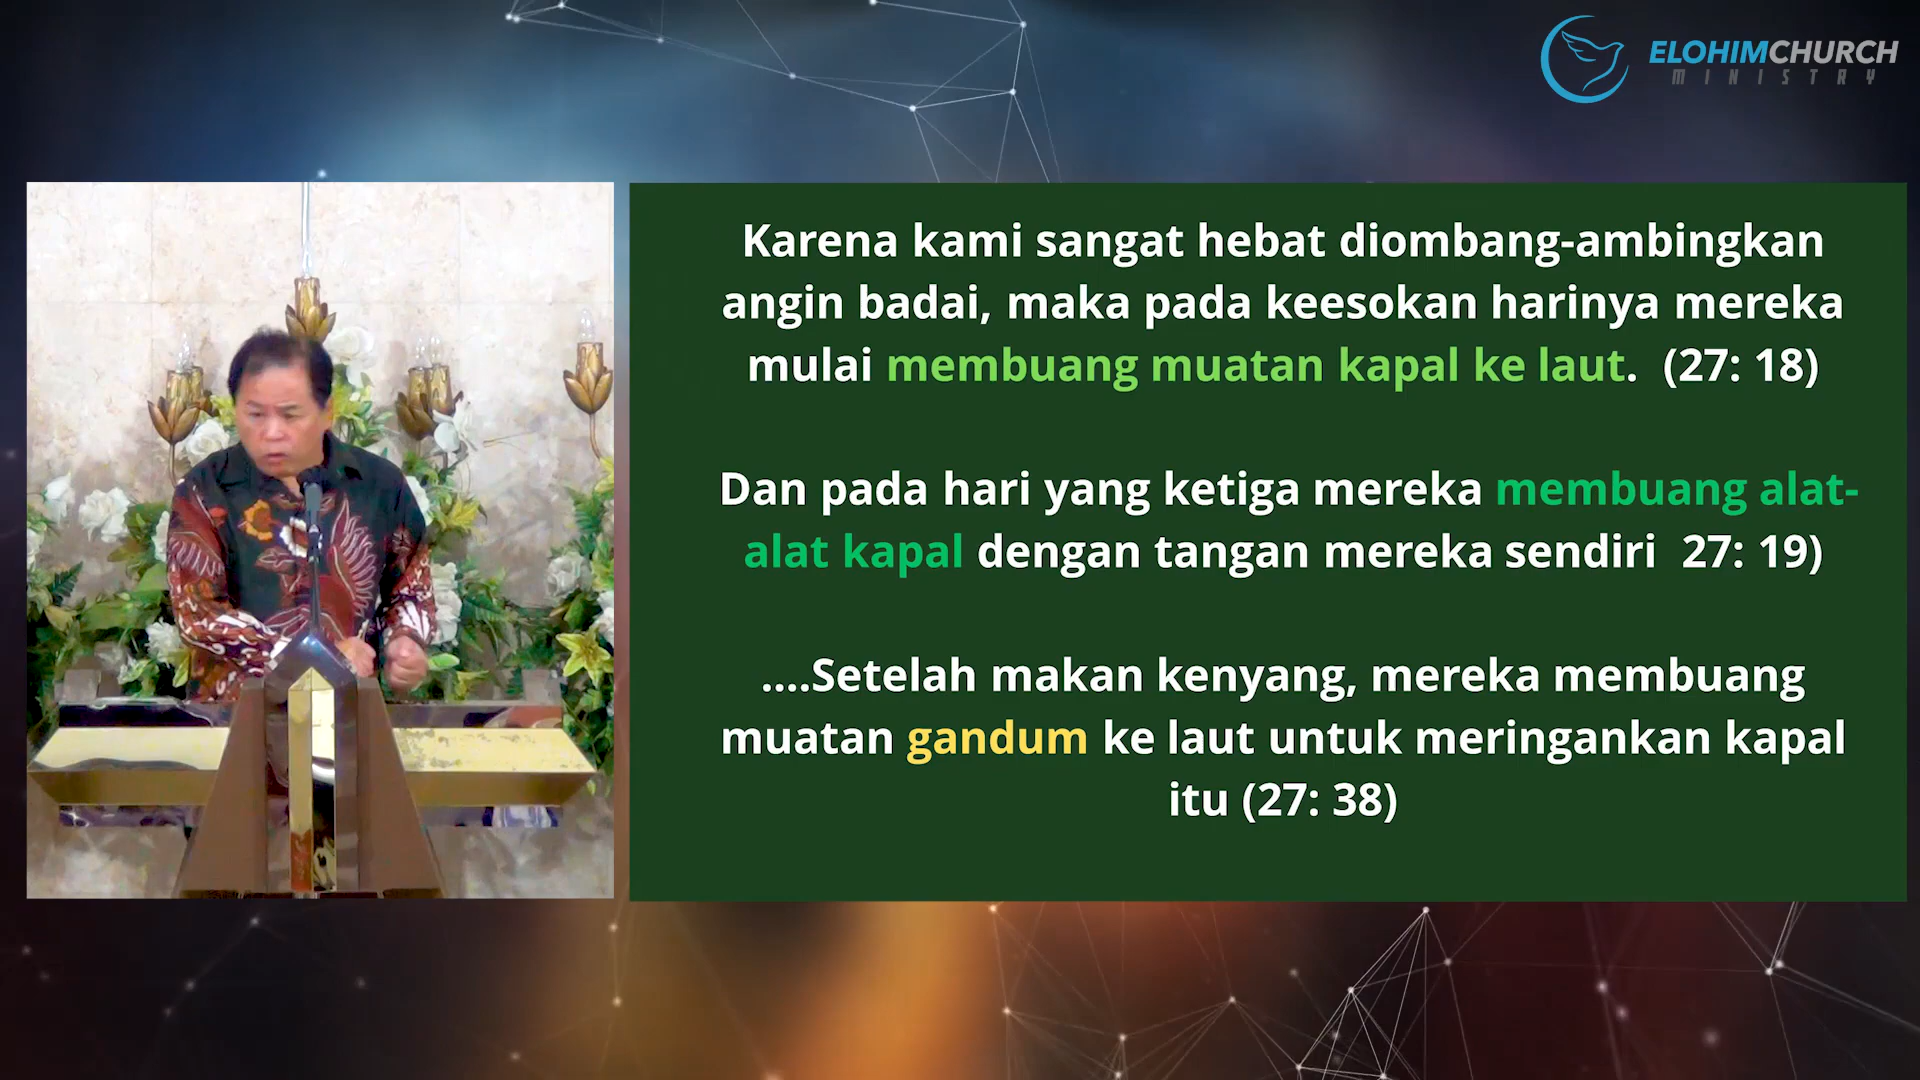 ELOHIMCHURCH
MINISTRY
Karena kami sangat hebat diombang-ambingkan
angin badai, maka pada keesokan harinya mereka
mulai membuang muatan kapal ke laut.  (27: 18)
Dan pada hari yang ketiga mereka membuang alat-
alat kapal dengan tangan mereka sendiri  27: 19)
....Setelah makan kenyang, mereka membuang
muatan gandum ke laut untuk meringankan kapal
itu (27: 38)